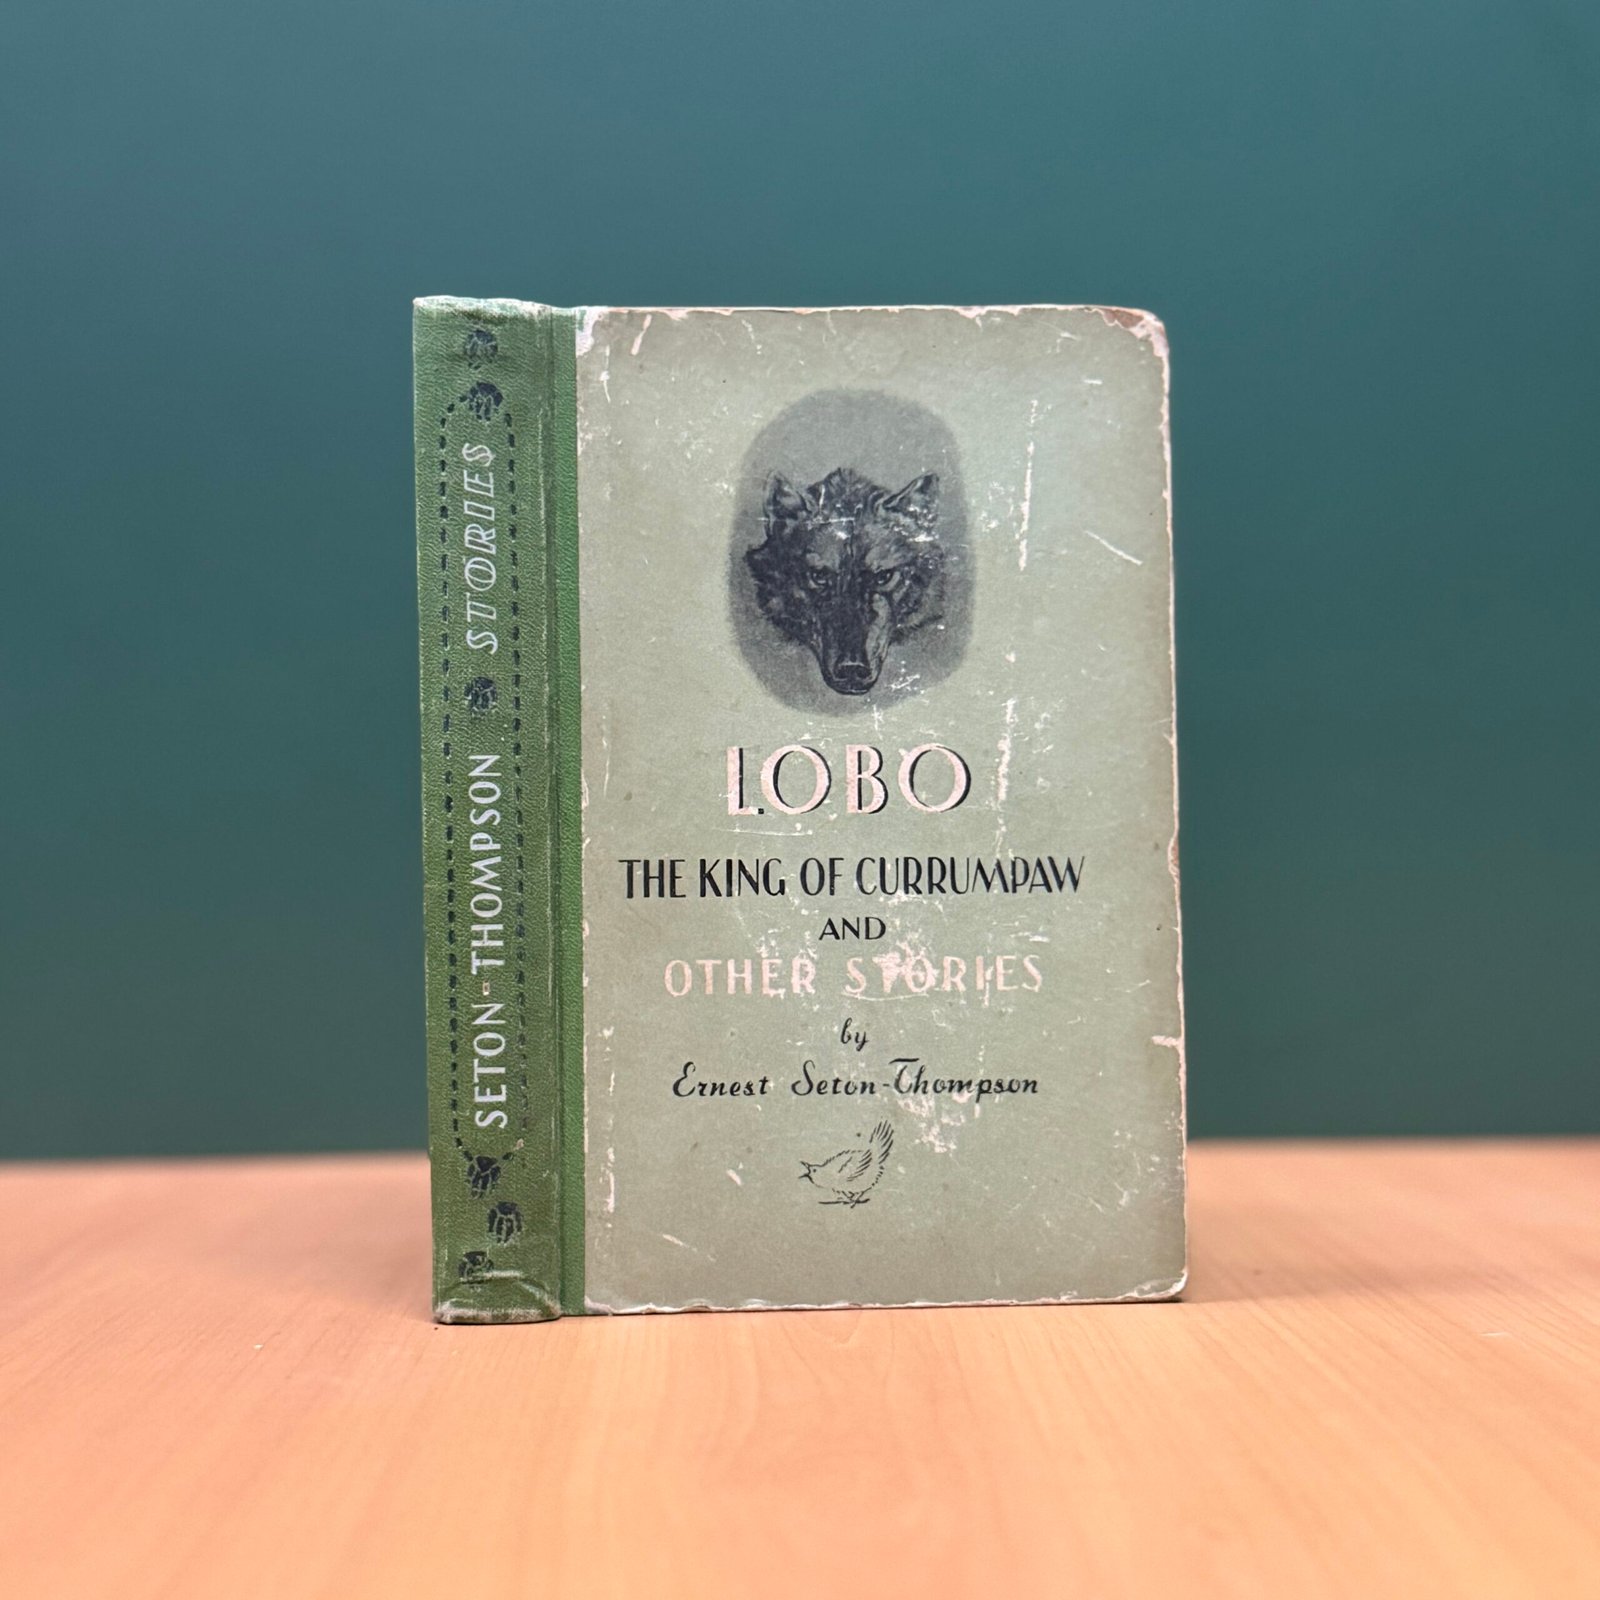 SETON-THOMPSON STORIES
LOBO
THE KING OF CURRUMPAW
AND
OTHER STORIES
by
Ernest Seton-Thompson